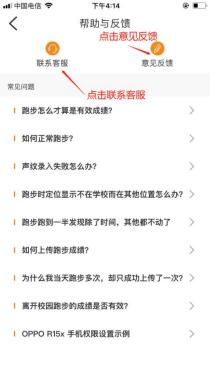 中国电信
下午4:14
帮助与反馈
点击意见反馈
联系客服
意见反馈
点击联系客服
常见问题
跑步怎么才算是有效成绩?
如何正常跑步?
声纹录入失败怎么办?
跑步时定位显示不在学校而在其他位置怎么办?
跑步跑到一半发现除了时间，其他都不动了
如何上传跑步成绩?
为什么我当天跑步多次，却只成功上传了一次?
离开校园跑步的成绩是否有效?
OPPO R15x 手机权限设置示例